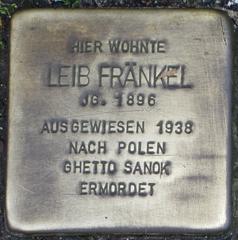 HIER WOHNTE
LEIB FRÄNKEL
JG. 1896
AUSGEWIESEN 1938
NACH POLEN
GHETTO SANOK
ERMORDET